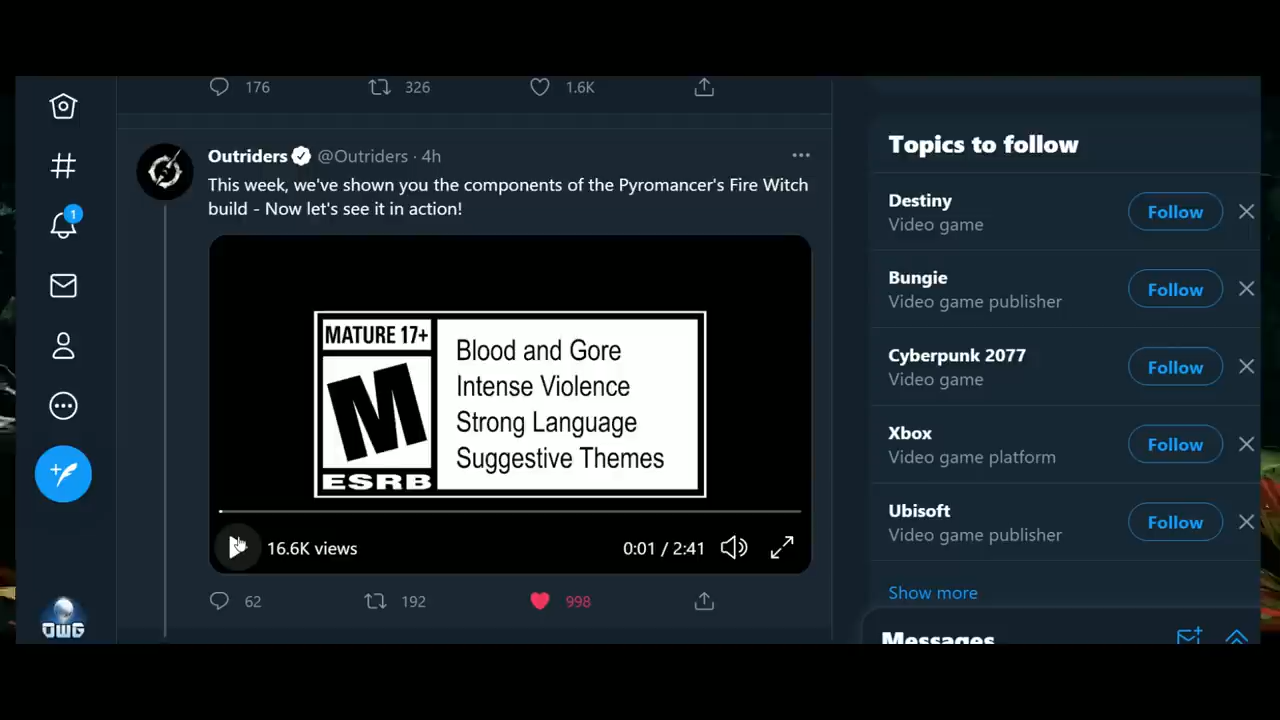 176 326 1.6K
Outriders @Outriders · 4h
This week, we've shown you the components of the Pyromancer's Fire Witch
build - Now let's see it in action!
MATURE 17+
M
ESRB
Blood and Gore
Intense Violence
Strong Language
Suggestive Themes
16.6K views 0:01 / 2:41
62 192 998
1
OWG
Topics to follow
Destiny
Video game
Follow
Bungie
Video game publisher
Follow
Cyberpunk 2077
Video game
Follow
Xbox
Video game platform
Follow
Ubisoft
Video game publisher
Follow
Show more
Messages